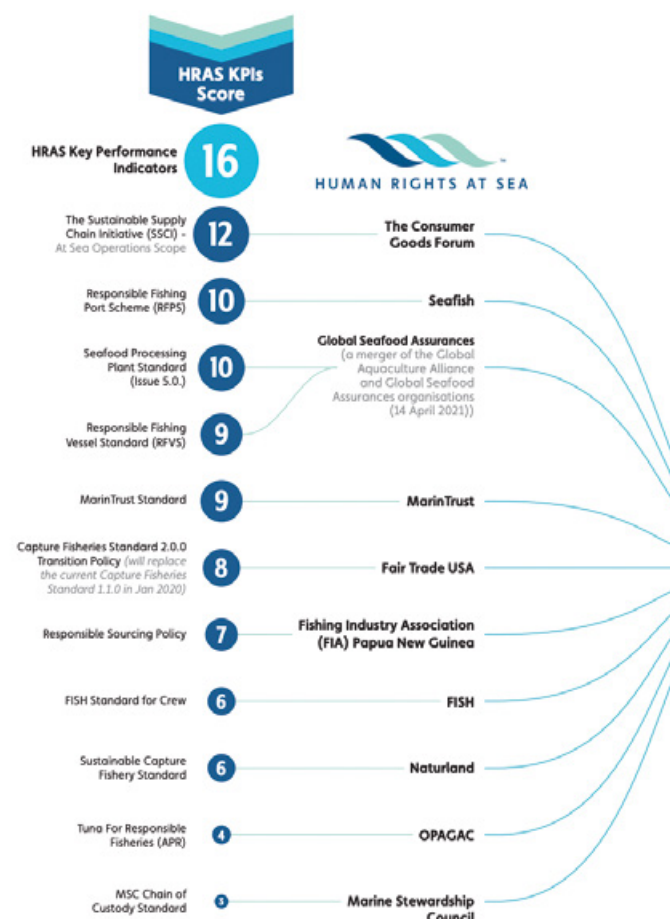 HRAS KPIs
Score
HRAS Key Performance
Indicators
16
HUMAN RIGHTS AT SEA
The Sustainable Supply
Chain Initiative (SSCI) -
At Sea Operations Scope
12
The Consumer
Goods Forum
Responsible Fishing
Port Scheme (RFPS)
10
Seafish
Seafood Processing
Plant Standard
(Issue 5.0.)
10
Global Seafood Assurances
(a merger of the Global
Aquaculture Alliance
and Global Seafood
Assurances organisations
(14 April 2021))
Responsible Fishing
Vessel Standard (RFVS)
9
MarinTrust Standard
9
MarinTrust
Capture Fisheries Standard 2.0.0
Transition Policy (will replace
the current Capture Fisheries
Standard 1.1.0 in Jan 2020)
8
Fair Trade USA
Responsible Sourcing Policy
7
Fishing Industry Association
(FIA) Papua New Guinea
FISH Standard for Crew
6
FISH
Sustainable Capture
Fishery Standard
6
Naturland
Tuna For Responsible
Fisheries (APR)
4
OPAGAC
MSC Chain of
Custody Standard
3
Marine Stewardship
Council